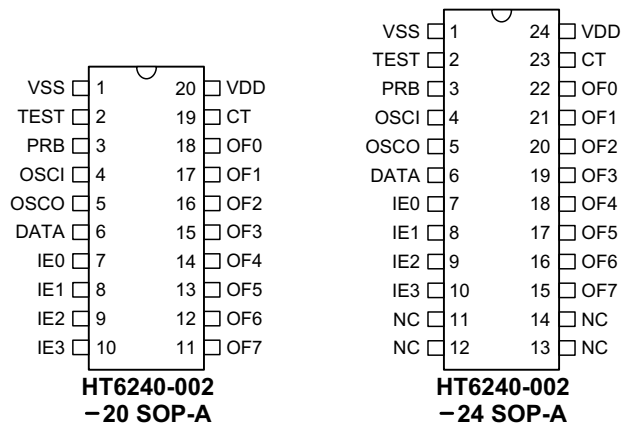 VSS 1 20 VDD
TEST 2 19 CT
PRB 3 18 OF0
OSCI 4 17 OF1
OSCO 5 16 OF2
DATA 6 15 OF3
IE0 7 14 OF4
IE1 8 13 OF5
IE2 9 12 OF6
IE3 10 11 OF7
HT6240-002
−20 SOP-A
VSS 1 24 VDD
TEST 2 23 CT
PRB 3 22 OF0
OSCI 4 21 OF1
OSCO 5 20 OF2
DATA 6 19 OF3
IE0 7 18 OF4
IE1 8 17 OF5
IE2 9 16 OF6
IE3 10 15 OF7
NC 11 14 NC
NC 12 13 NC
HT6240-002
−24 SOP-A